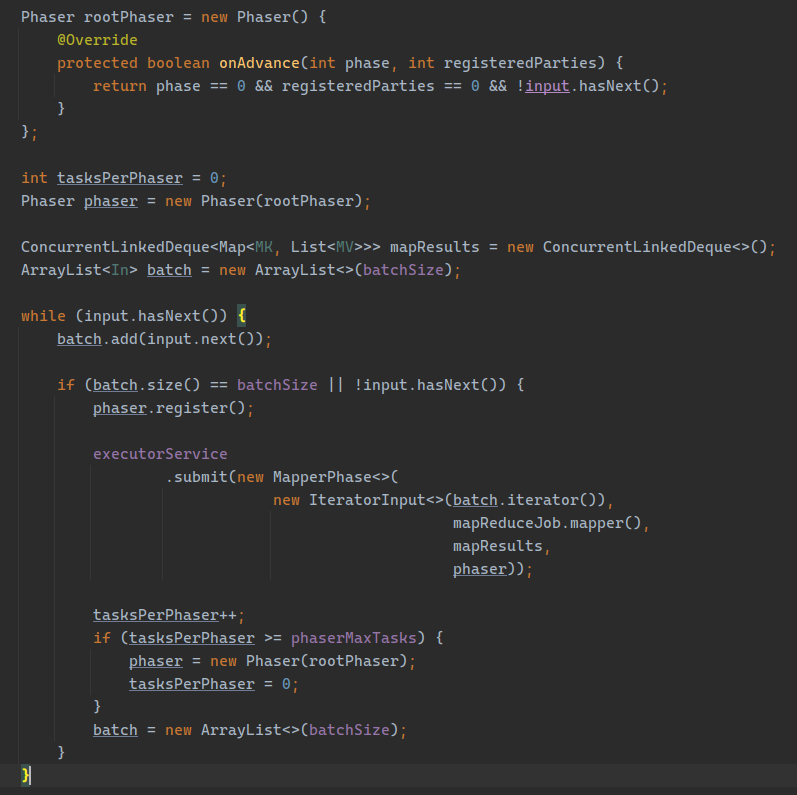 Phaser rootPhaser = new Phaser() {
    @Override
    protected boolean onAdvance(int phase, int registeredParties) {
        return phase == 0 && registeredParties == 0 && !input.hasNext();
    }
};
int tasksPerPhaser = 0;
Phaser phaser = new Phaser(rootPhaser);
ConcurrentLinkedDeque<Map<MK, List<MV>>> mapResults = new ConcurrentLinkedDeque<>();
ArrayList<In> batch = new ArrayList<>(batchSize);
while (input.hasNext()) {
    batch.add(input.next());
    if (batch.size() == batchSize || !input.hasNext()) {
        phaser.register();
        executorService
                .submit(new MapperPhase<>(
                            new IteratorInput<>(batch.iterator()),
                                                mapReduceJob.mapper(),
                                                mapResults,
                                                phaser));
        tasksPerPhaser++;
        if (tasksPerPhaser >= phaserMaxTasks) {
            phaser = new Phaser(rootPhaser);
            tasksPerPhaser = 0;
        }
        batch = new ArrayList<>(batchSize);
    }
}